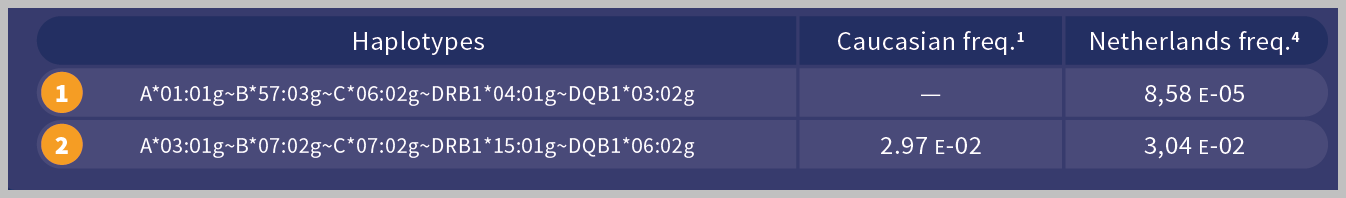 Haplotypes Caucasian freq.¹ Netherlands freq.⁴
1 A*01:01g~B*57:03g~C*06:02g~DRB1*04:01g~DQB1*03:02g — 8,58 E-05
2 A*03:01g~B*07:02g~C*07:02g~DRB1*15:01g~DQB1*06:02g 2.97 E-02 3,04 E-02